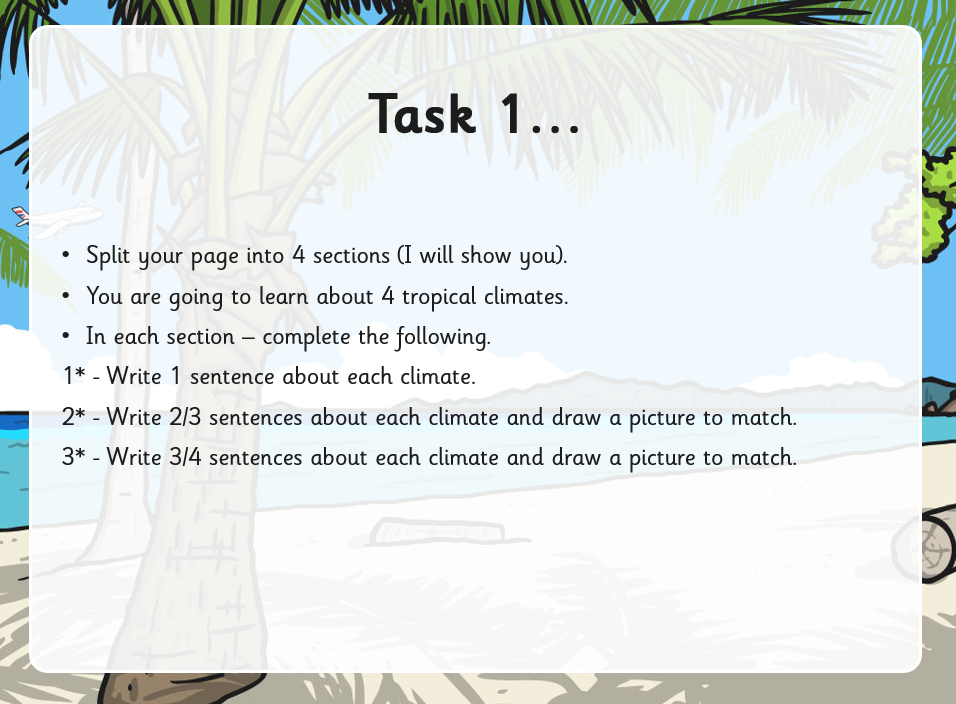 Task 1...
• Split your page into 4 sections (I will show you).
• You are going to learn about 4 tropical climates.
• In each section – complete the following.
1* - Write 1 sentence about each climate.
2* - Write 2/3 sentences about each climate and draw a picture to match.
3* - Write 3/4 sentences about each climate and draw a picture to match.